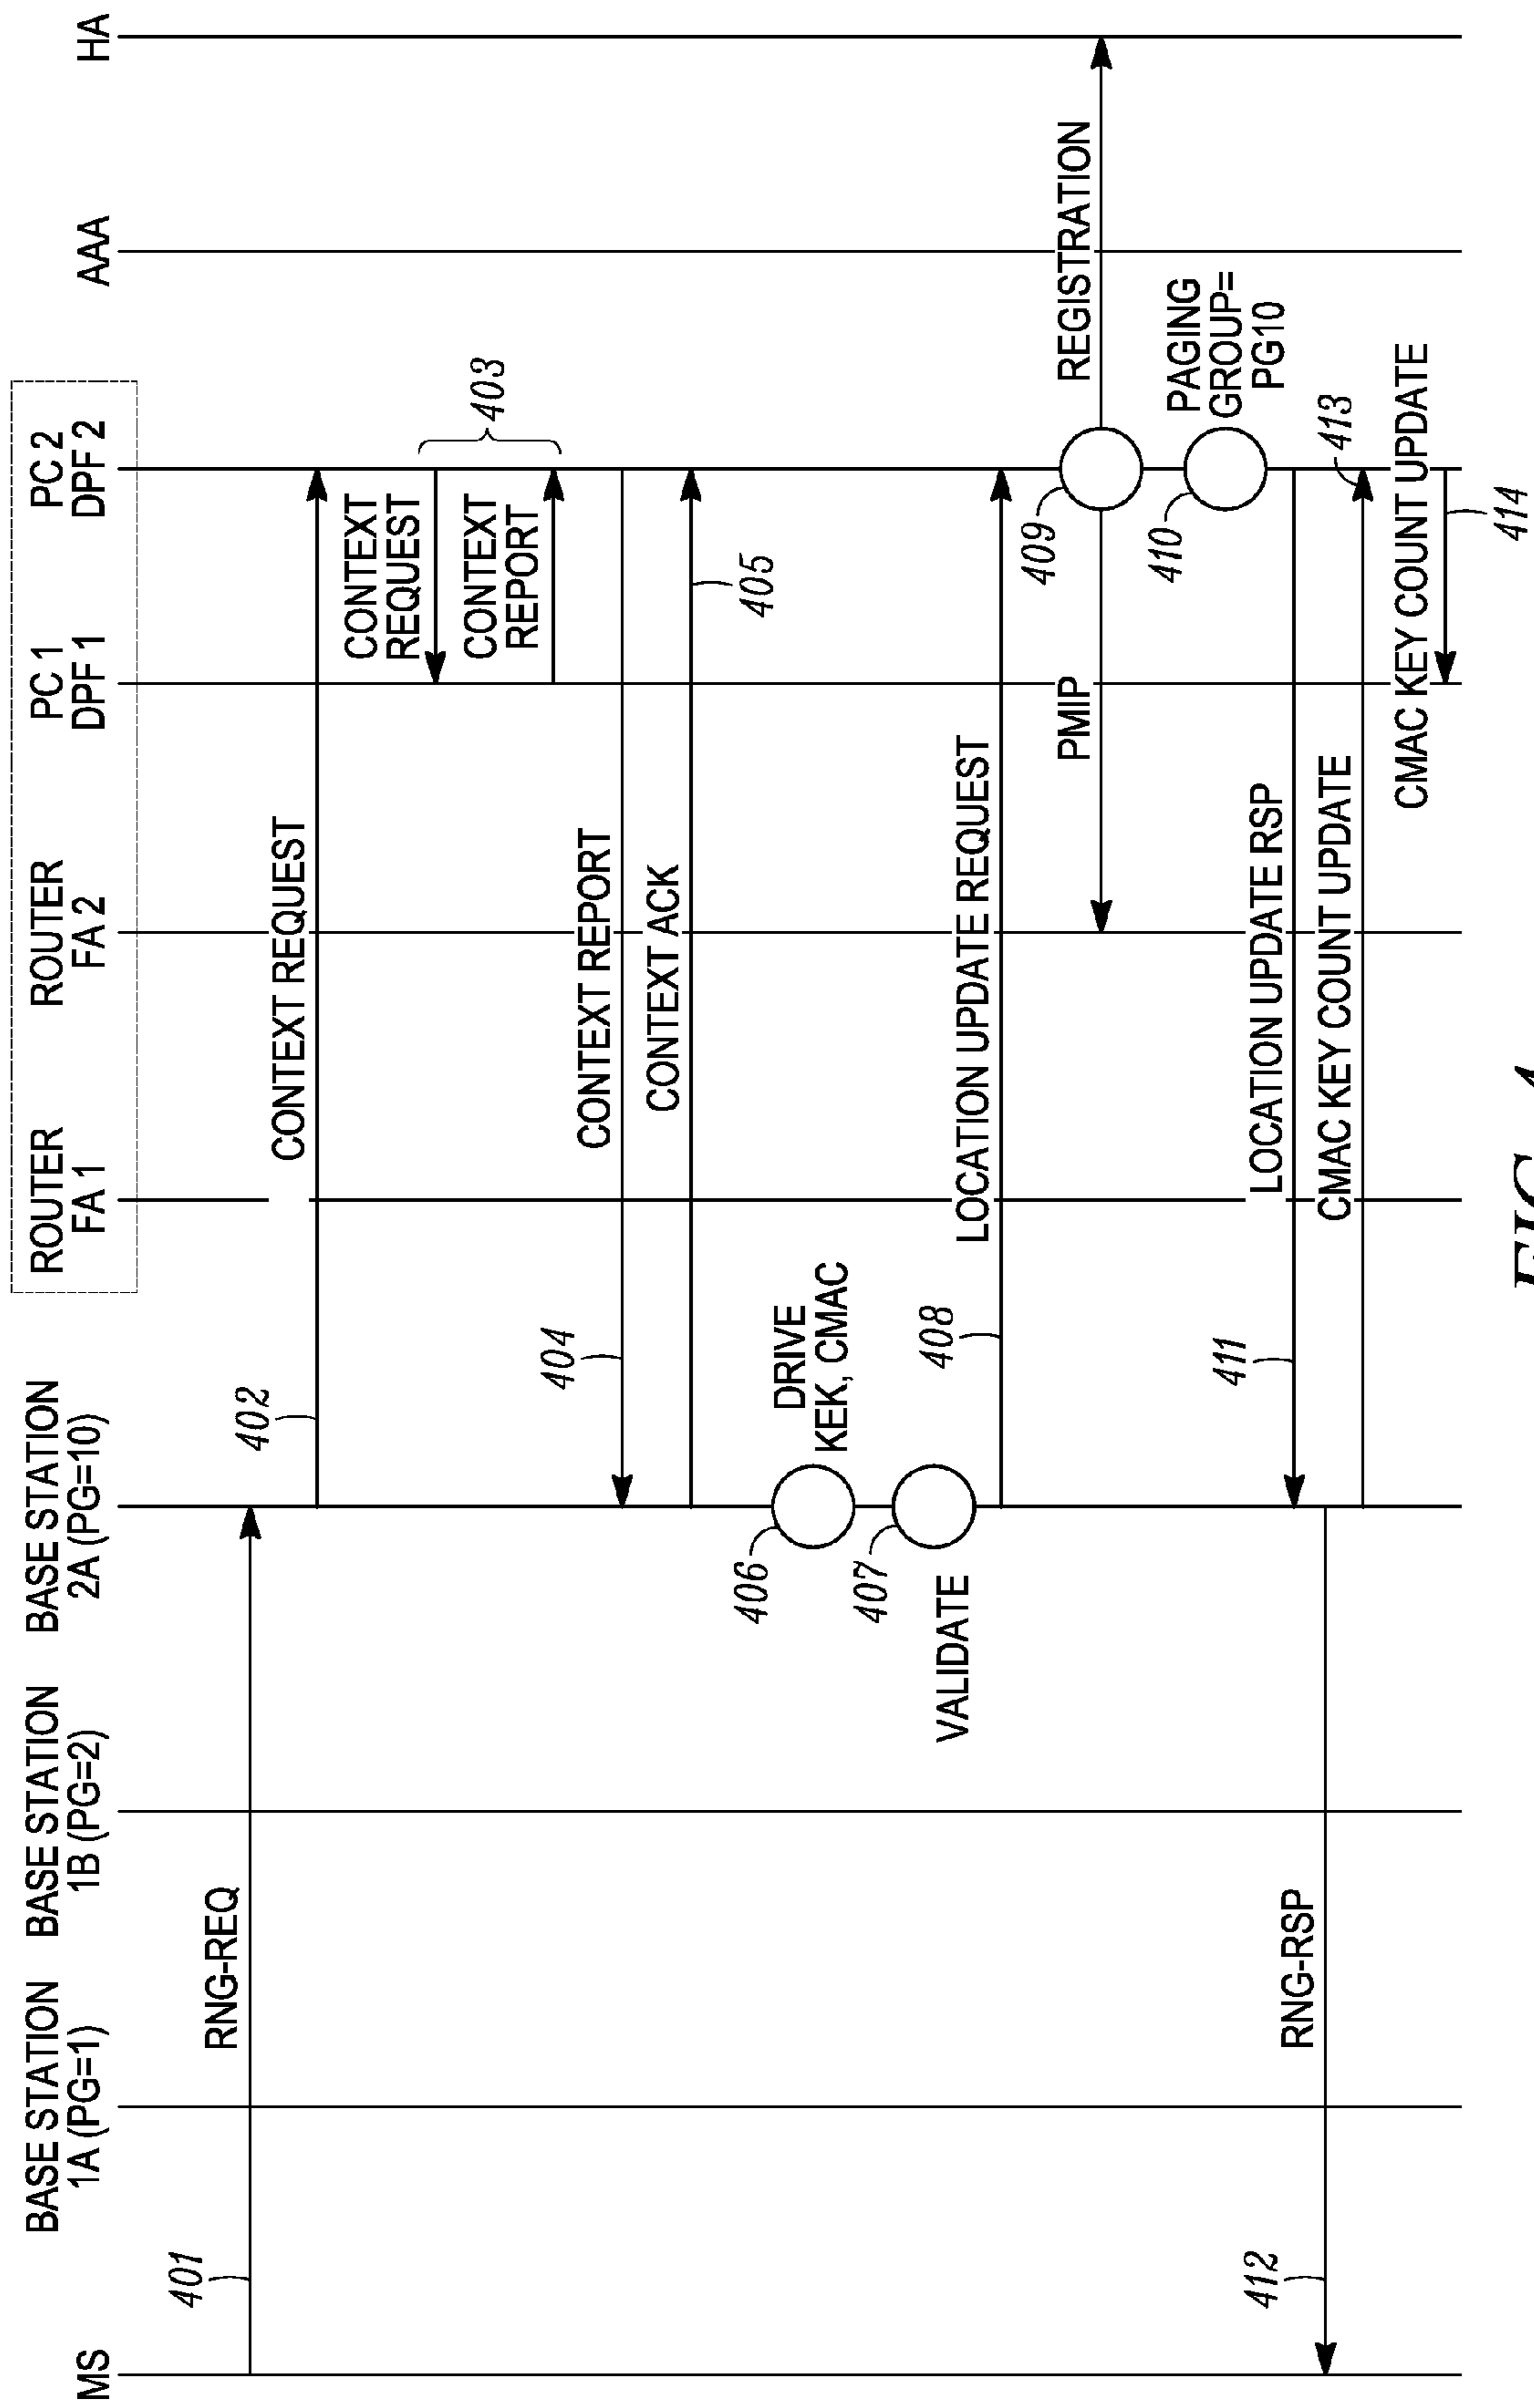 MS
BASE STATION
1A (PG=1)
BASE STATION
1B (PG=2)
BASE STATION
2A (PG=10)
ROUTER
FA 1
ROUTER
FA 2
PC 1
DPF 1
PC 2
DPF 2
AAA
HA
401
RNG-REQ
402
CONTEXT REQUEST
CONTEXT
REQUEST
CONTEXT
REPORT
403
404
CONTEXT REPORT
CONTEXT ACK
405
406
DRIVE
KEK, CMAC
407
VALIDATE
408
LOCATION UPDATE REQUEST
409
PMIP
REGISTRATION
410
PAGING
GROUP=
PG10
411
LOCATION UPDATE RSP
412
RNG-RSP
CMAC KEY COUNT UPDATE
413
CMAC KEY COUNT UPDATE
414